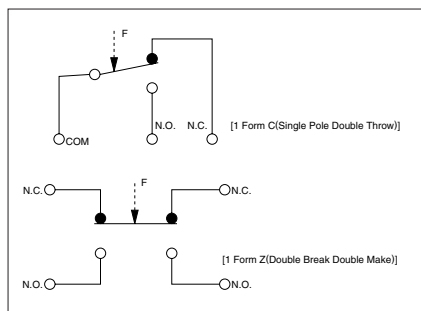 F
N.O. N.C. [1 Form C(Single Pole Double Throw)]
COM
F
N.C. N.C.
[1 Form Z(Double Break Double Make)]
N.O. N.O.